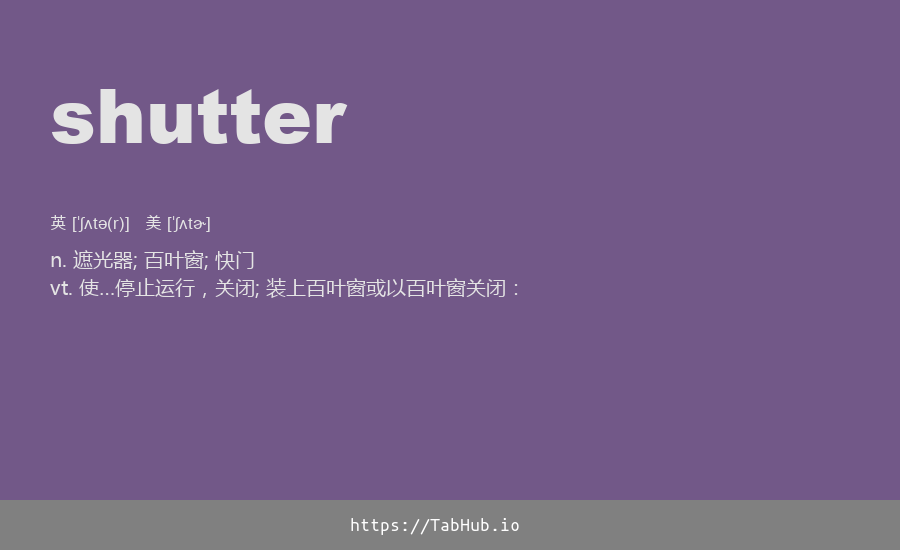 shutter
英 [ˈʃʌtə(r)] 美 [ˈʃʌtɚ]
n. 遮光器; 百叶窗; 快门
vt. 使...停止运行，关闭; 装上百叶窗或以百叶窗关闭：
https://TabHub.io